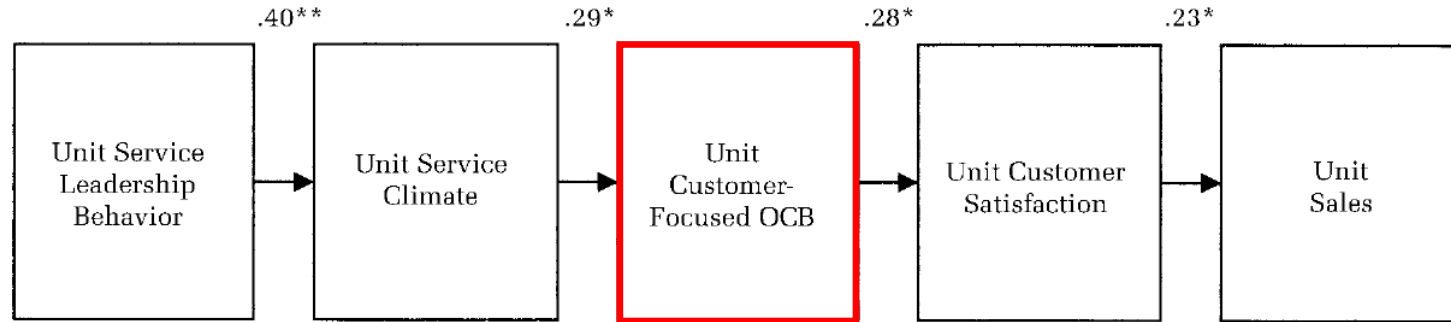 .40** .29* .28* .23*
Unit Service
Leadership
Behavior
Unit Service
Climate
Unit
Customer-
Focused OCB
Unit Customer
Satisfaction
Unit
Sales